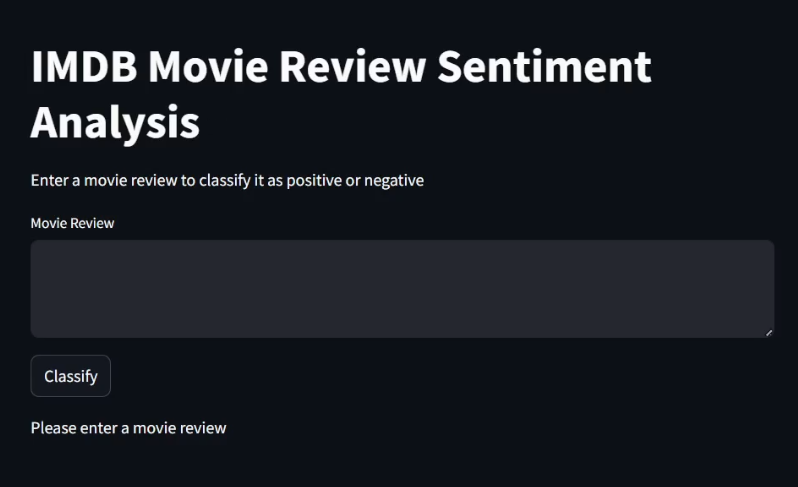 IMDB Movie Review Sentiment
Analysis
Enter a movie review to classify it as positive or negative
Movie Review
Classify
Please enter a movie review